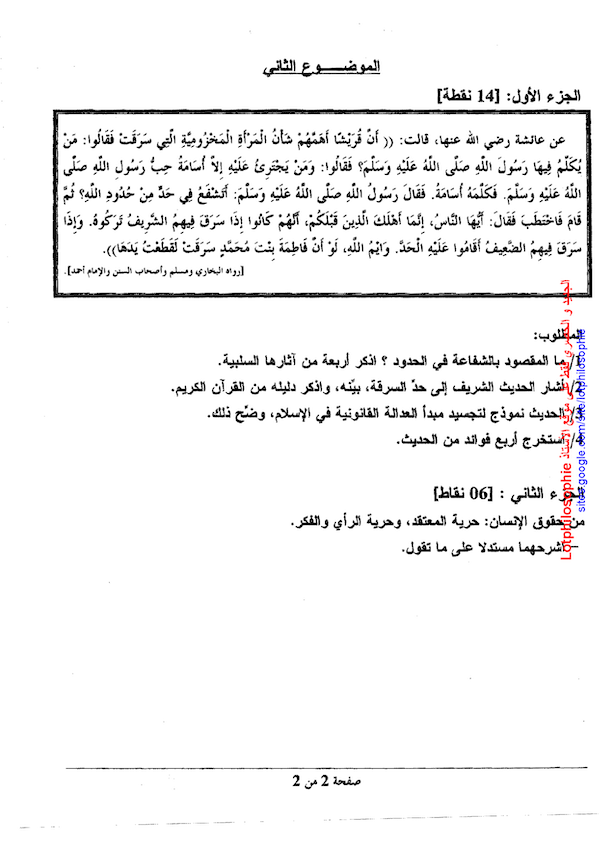 الموضـــــوع الثاني
الجزء الأول: [14 نقطة]
عن عائشة رضي الله عنها، قالت: (( أَنَّ قُرَيْشًا أَهَمَّهُمْ شَأْنُ الْمَرْأَةِ الْمَخْزُومِيَّةِ الَّتِي سَرَقَتْ فَقَالُوا: مَنْ
يُكَلِّمُ فِيهَا رَسُولَ اللَّهِ صَلَّى اللَّهُ عَلَيْهِ وَسَلَّمَ؟ فَقَالُوا: وَمَنْ يَجْتَرِئُ عَلَيْهِ إِلاَّ أُسَامَةُ حِبُّ رَسُولِ اللَّهِ صَلَّى
اللَّهُ عَلَيْهِ وَسَلَّمَ. فَكَلَّمَهُ أُسَامَةُ. فَقَالَ رَسُولُ اللَّهِ صَلَّى اللَّهُ عَلَيْهِ وَسَلَّمَ: أَتَشْفَعُ فِي حَدٍّ مِنْ حُدُودِ اللَّهِ؟ ثُمَّ
قَامَ فَاخْتَطَبَ فَقَالَ: أَيُّهَا النَّاسُ، إِنَّمَا أَهْلَكَ الَّذِينَ قَبْلَكُمْ، أَنَّهُمْ كَانُوا إِذَا سَرَقَ فِيهِمُ الشَّرِيفُ تَرَكُوهُ. وَإِذَا
سَرَقَ فِيهِمُ الضَّعِيفُ أَقَامُوا عَلَيْهِ الْحَدَّ. وَايْمُ اللَّهِ، لَوْ أَنَّ فَاطِمَةَ بِنْتَ مُحَمَّدٍ سَرَقَتْ لَقَطَعْتُ يَدَهَا)).
[رواه البخاري ومسلم وأصحاب السنن والإمام أحمد].
المطلوب:
1/ ما المقصود بالشفاعة في الحدود ؟ اذكر أربعة من آثارها السلبية.
2/ أشار الحديث الشريف إلى حدِّ السرقة، بيِّنه، واذكر دليله من القرآن الكريم.
3/ الحديث نموذج لتجسيد مبدأ العدالة القانونية في الإسلام، وضِّح ذلك.
4/ استخرج أربع فوائد من الحديث.
الجزء الثاني : [06 نقاط]
من حقوق الإنسان: حرية المعتقد، وحرية الرأي والفكر.
– اشرحهما مستدلا على ما تقول.
صفحة 2 من 2
الجديد و الحصري فقط على موقع الأستاذ Lotphilosophie
sites.google.com/site/lotphilosophie